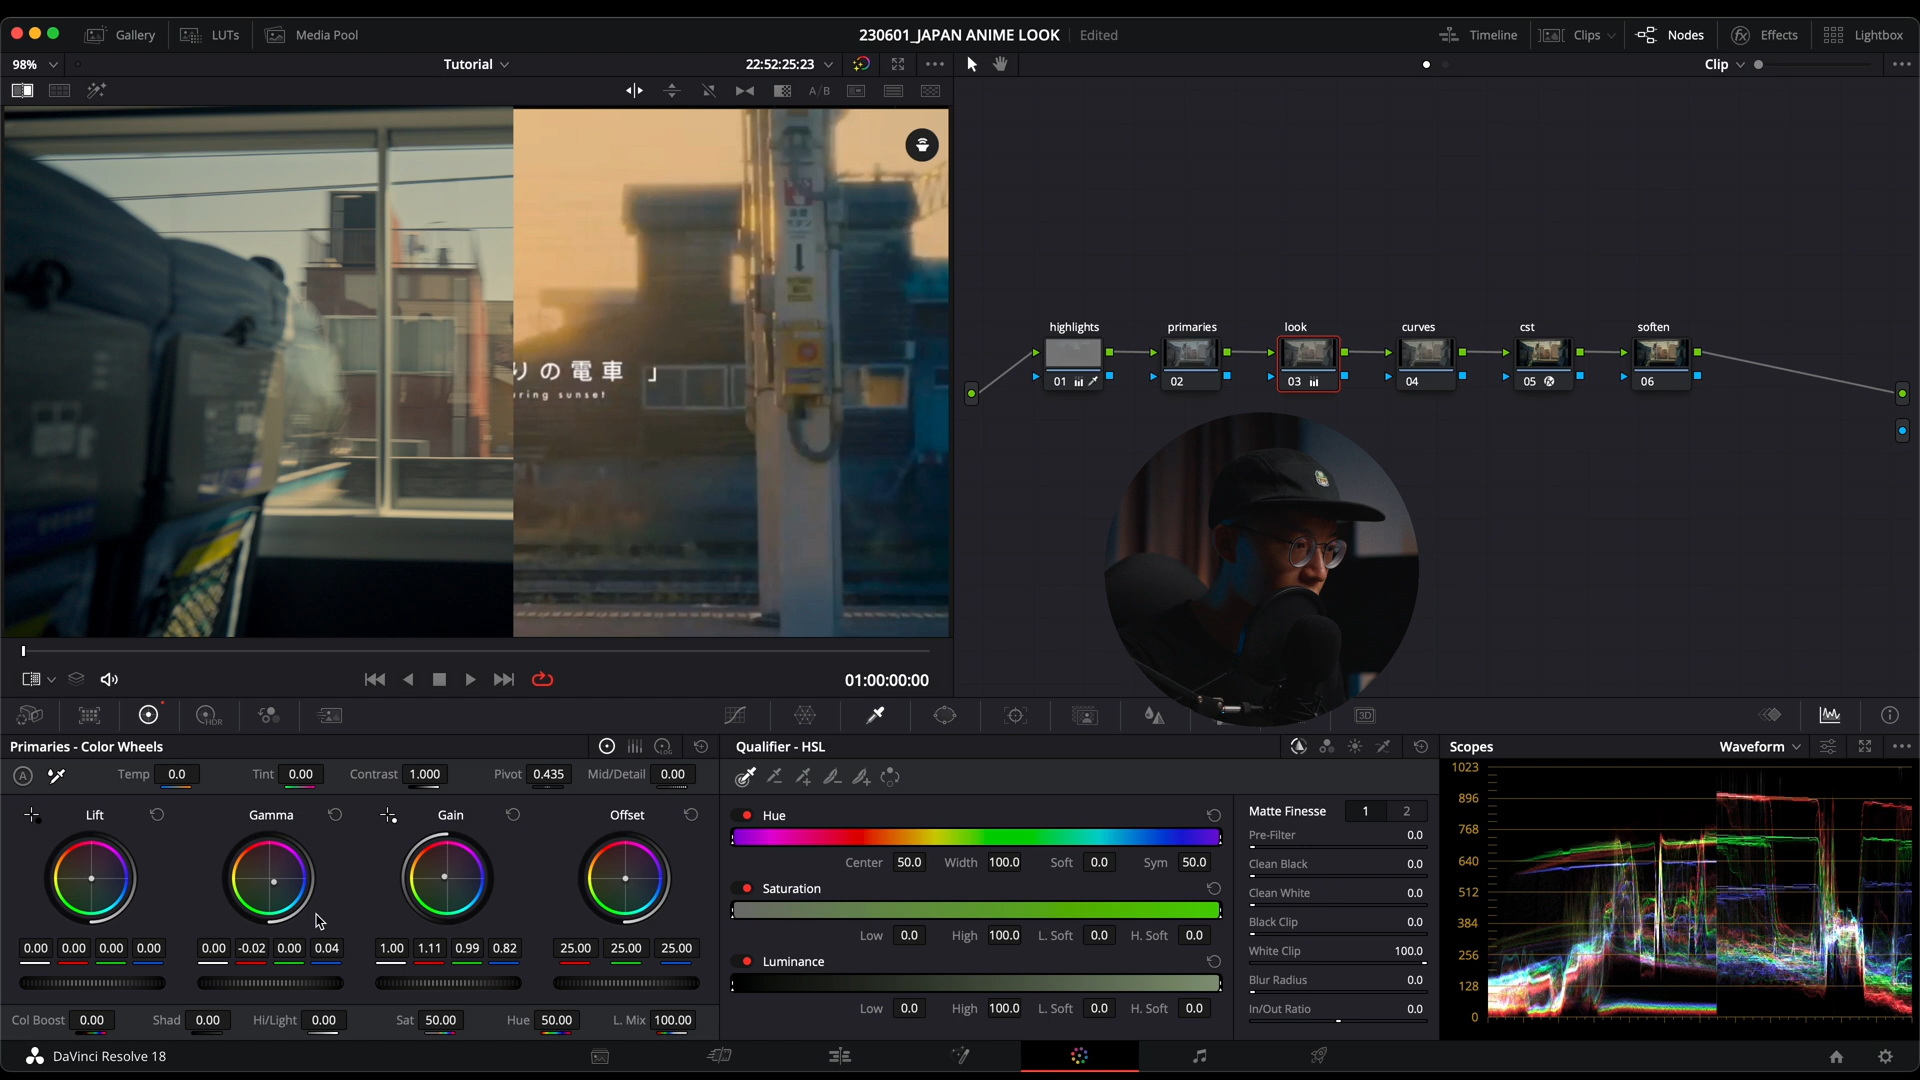 Gallery LUTs Media Pool 230601_JAPAN ANIME LOOK Edited Timeline Clips Nodes Effects Lightbox
98% Tutorial 22:52:25:23 Clip
A/B
りの電車 」
uring sunset
highlights primaries look curves cst soften
01 02 03 04 05 06
01:00:00:00
HDR 3D
Primaries - Color Wheels LOG Qualifier - HSL Scopes Waveform
A Temp 0.0 Tint 0.00 Contrast 1.000 Pivot 0.435 Mid/Detail 0.00
Lift Gamma Gain Offset
0.00 0.00 0.00 0.00 0.00 -0.02 0.00 0.04 1.00 1.11 0.99 0.82 25.00 25.00 25.00
Col Boost 0.00 Shad 0.00 Hi/Light 0.00 Sat 50.00 Hue 50.00 L. Mix 100.00
Hue
Center 50.0 Width 100.0 Soft 0.0 Sym 50.0
Saturation
Low 0.0 High 100.0 L. Soft 0.0 H. Soft 0.0
Luminance
Low 0.0 High 100.0 L. Soft 0.0 H. Soft 0.0
Matte Finesse 1 2
Pre-Filter 0.0
Clean Black 0.0
Clean White 0.0
Black Clip 0.0
White Clip 100.0
Blur Radius 0.0
In/Out Ratio 0.0
1023
896
768
640
512
384
256
128
0
DaVinci Resolve 18